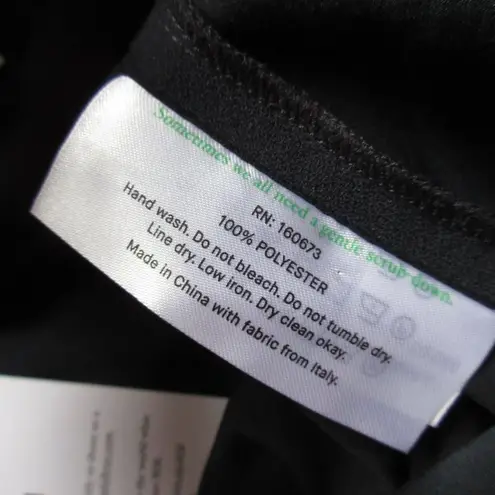 Sometimes we all need a gentle scrub down.
RN: 160673
100% POLYESTER
Hand wash. Do not bleach. Do not tumble dry.
Line dry. Low iron. Dry clean okay.
Made in China with fabric from Italy.